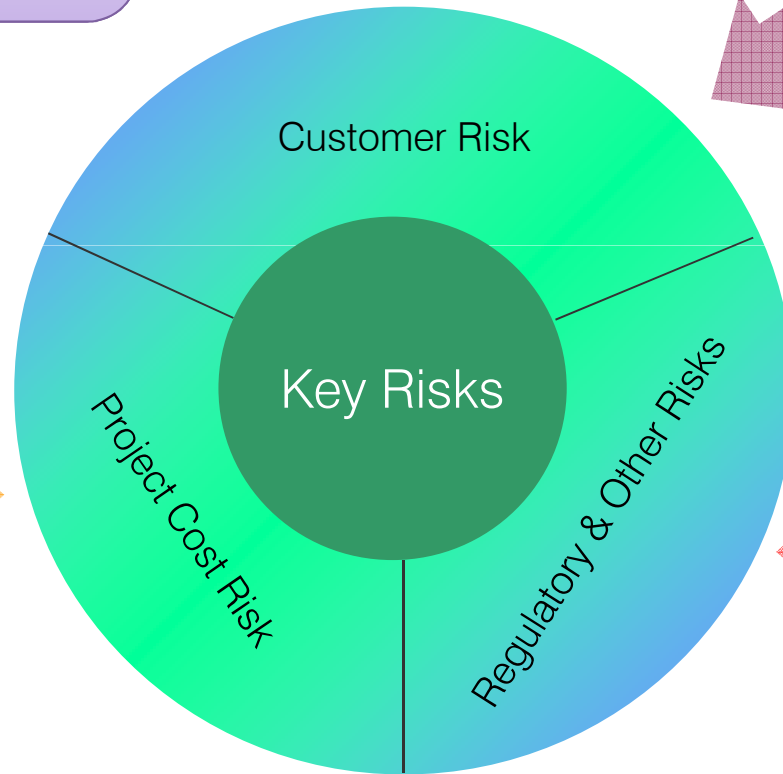 Customer Risk
Key Risks
Project Cost Risk
Regulatory & Other Risks